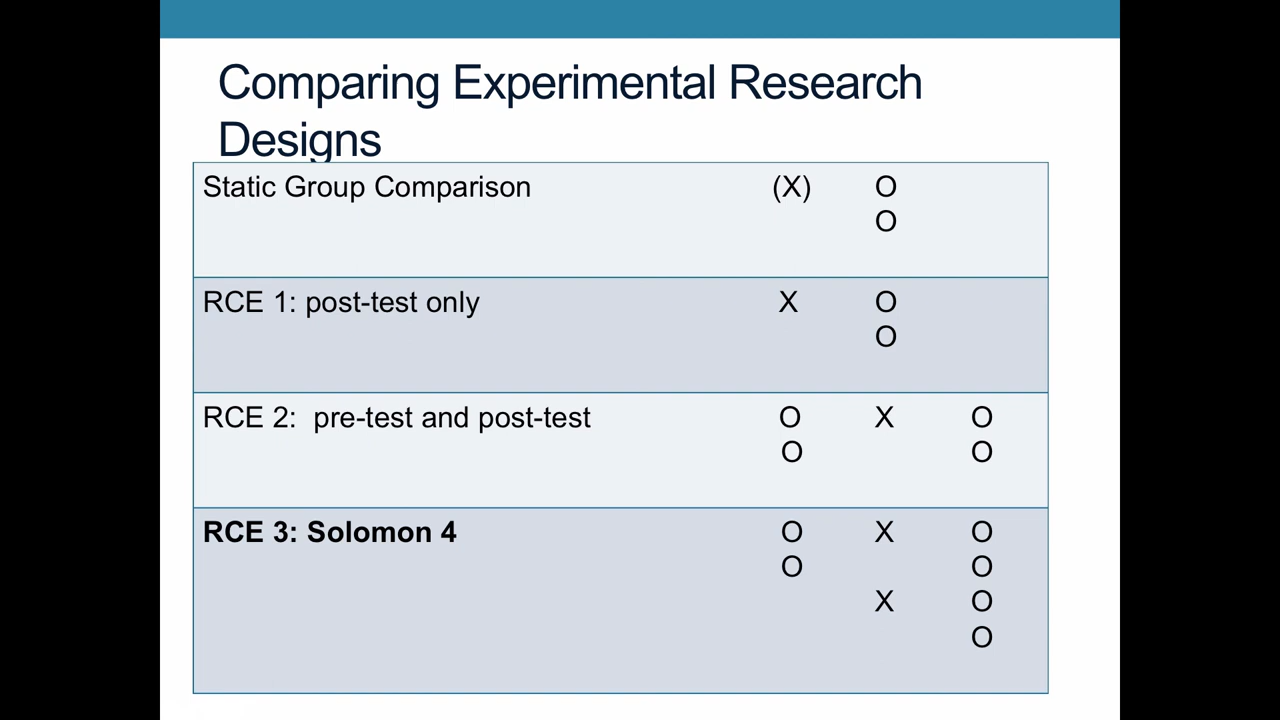 Comparing Experimental Research
Designs
Static Group Comparison (X) O
O
RCE 1: post-test only X O
O
RCE 2:  pre-test and post-test O X O
O O
RCE 3: Solomon 4 O X O
O O
X O
O